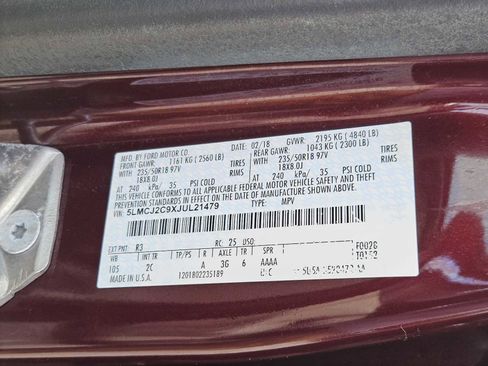 MFD. BY FORD MOTOR CO.
DATE: 02/18 GVWR: 2195 KG ( 4840 LB)
FRONT GAWR: 1161 KG ( 2560 LB) REAR GAWR: 1043 KG ( 2300 LB)
235/50R18 97V TIRES 235/50R18 97V TIRES
18X8.0J RIMS 18X8.0J RIMS
AT 240 kPa/ 35 PSI COLD AT 240 kPa/ 35 PSI COLD
THIS VEHICLE CONFORMS TO ALL APPLICABLE FEDERAL MOTOR VEHICLE SAFETY AND THEFT
PREVENTION STANDARDS IN EFFECT ON THE DATE OF MANUFACTURE SHOWN ABOVE.
VIN: 5LMCJ2C9XJUL21479
TYPE: MPV
EXT PNT: R3 RC: 25 DSO:
WB INT TR TP/PS R AXLE TR SPR
105 2C A 3G 6 AAAA
MADE IN U.S.A. 1201802235189